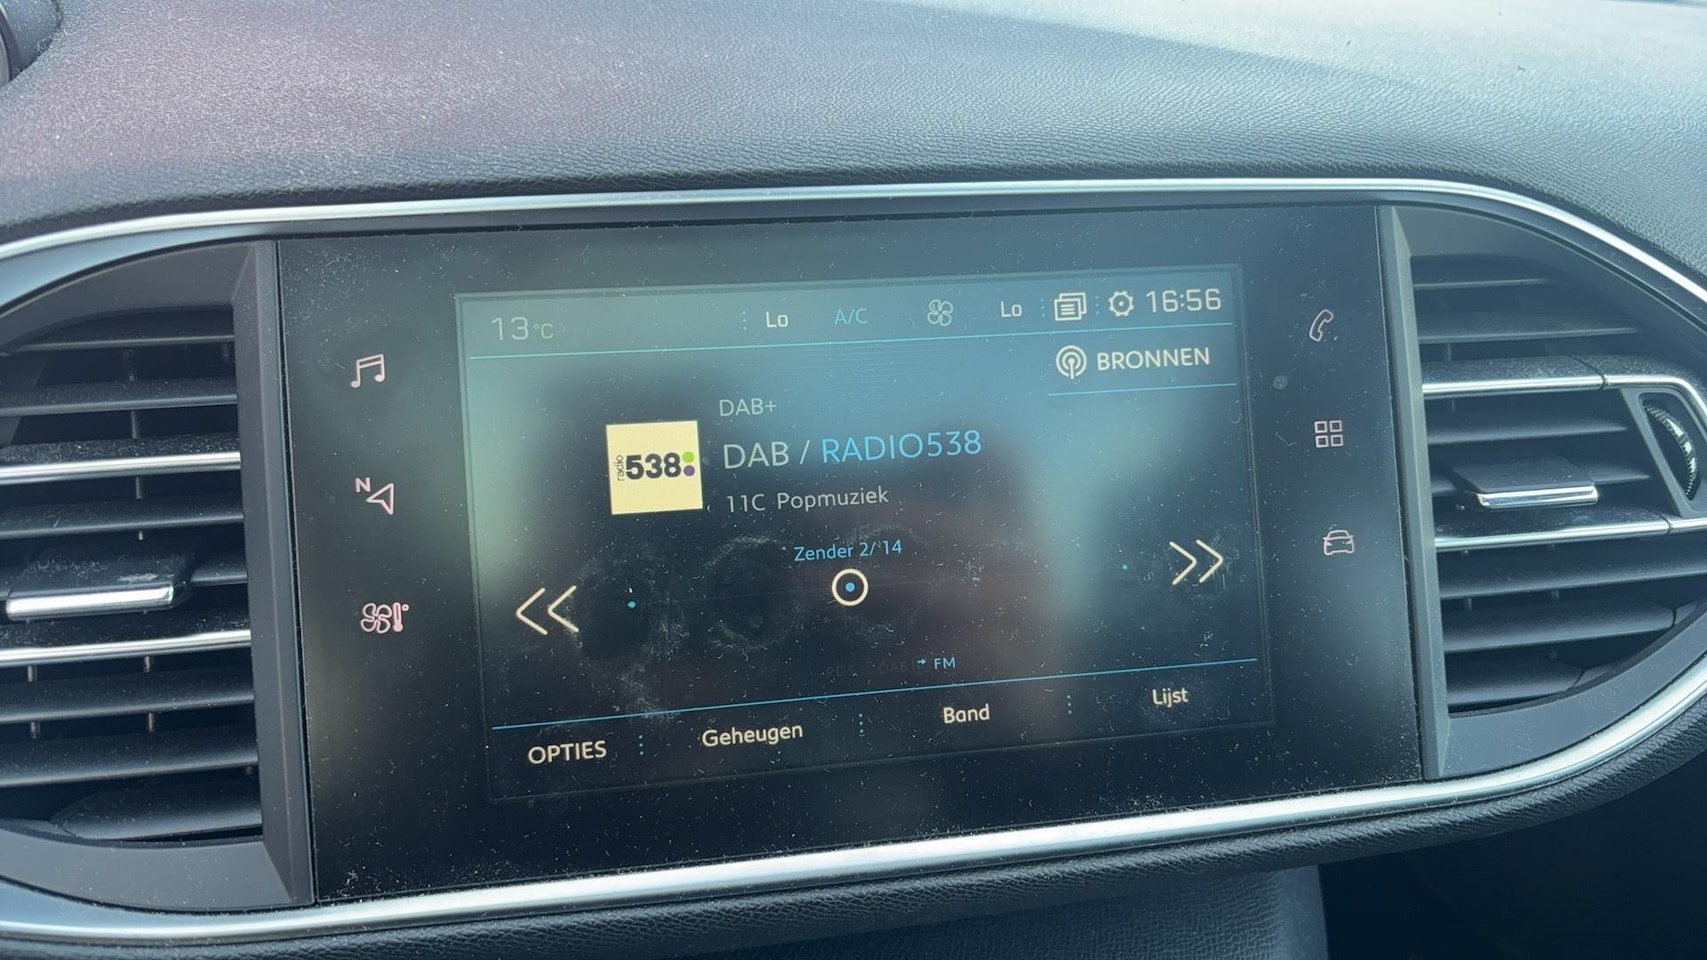 13°C Lo A/C Lo 16:56
BRONNEN
DAB+
radio 538
DAB / RADIO538
11C Popmuziek
Zender 2/ 14
N
DAB → FM
OPTIES Geheugen Band Lijst